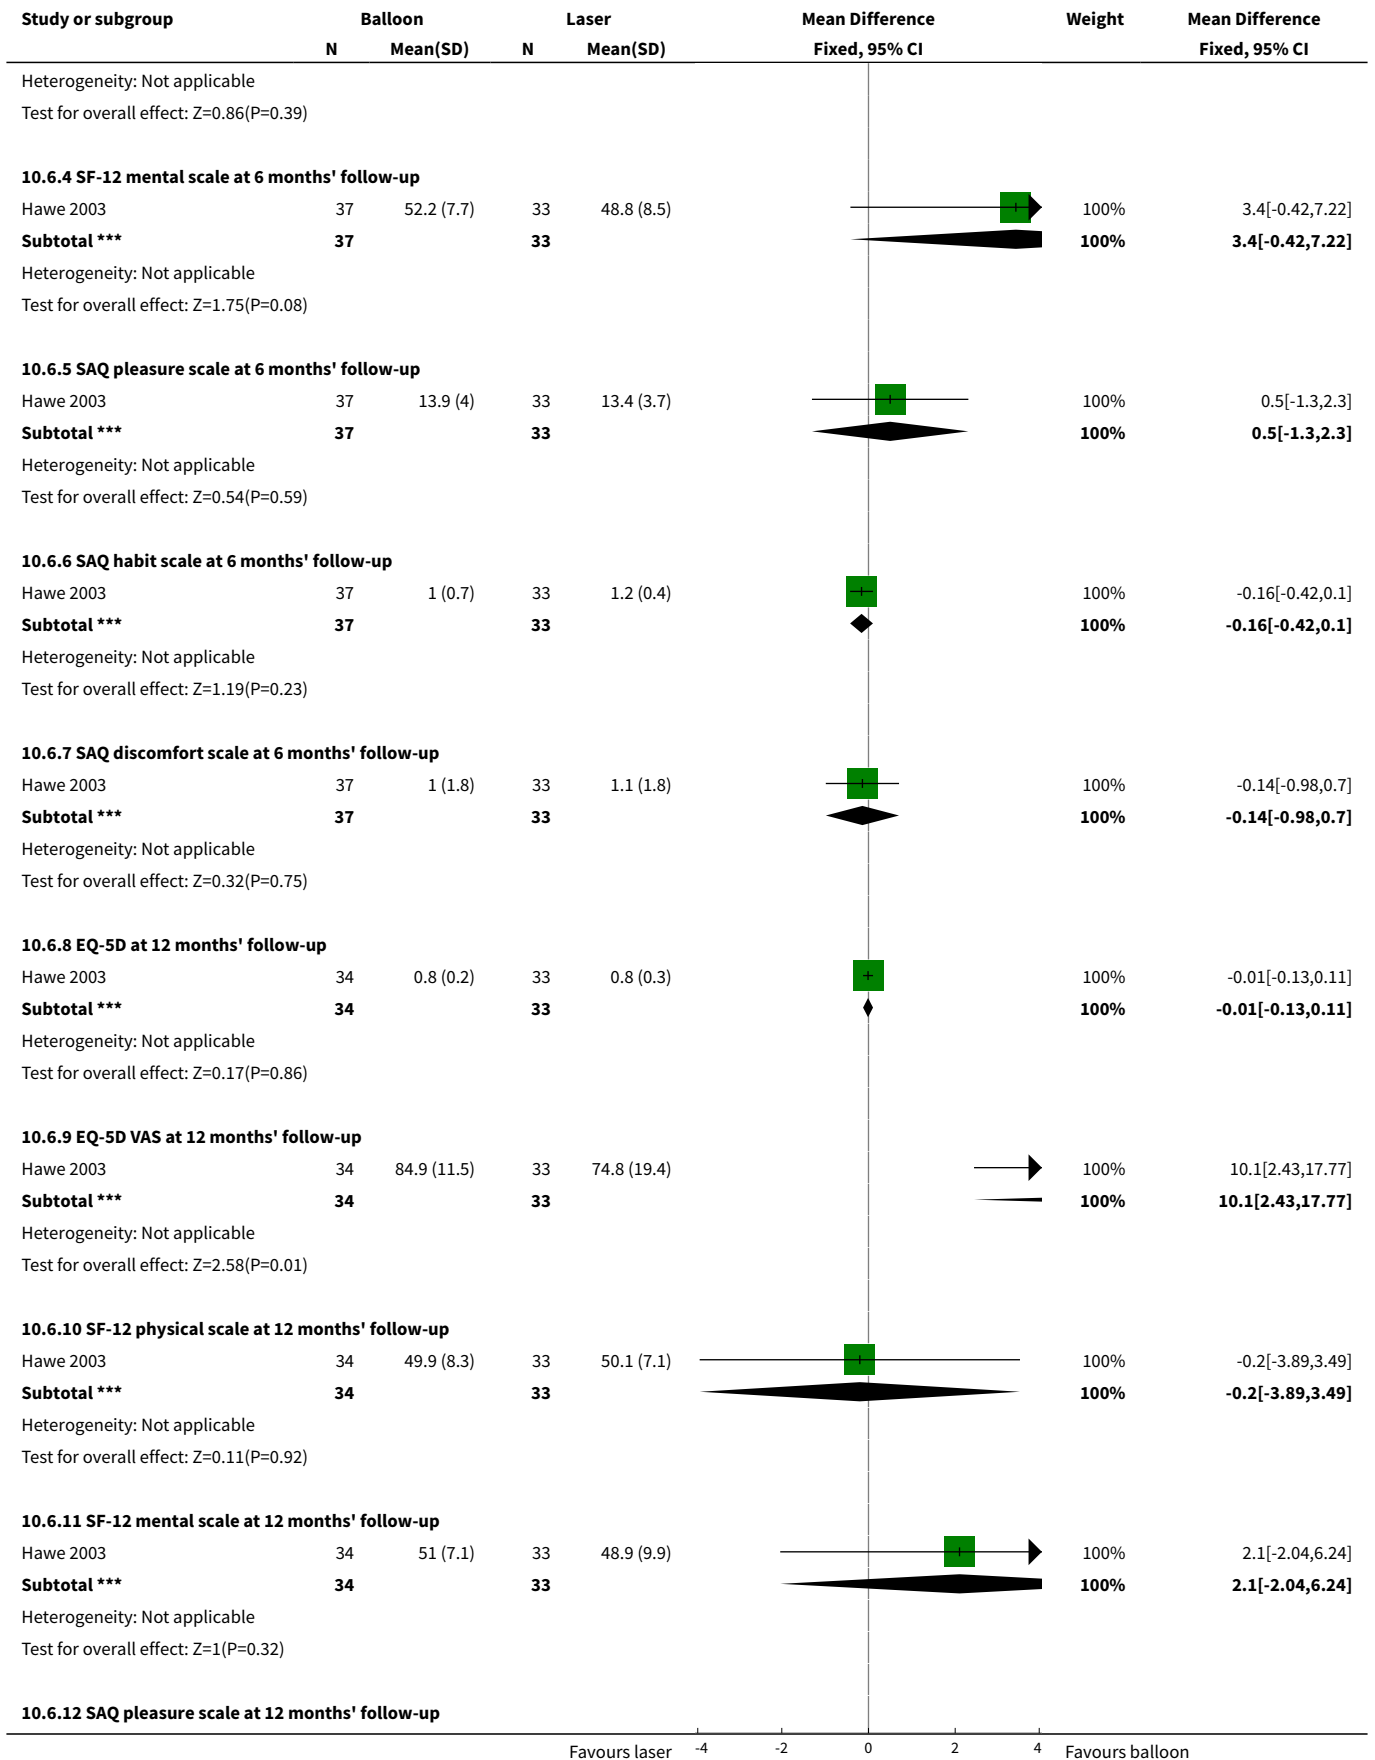 Study or subgroup Balloon Laser Mean Difference Weight Mean Difference
N Mean(SD) N Mean(SD) Fixed, 95% CI Fixed, 95% CI
Heterogeneity: Not applicable
Test for overall effect: Z=0.86(P=0.39)
10.6.4 SF-12 mental scale at 6 months' follow-up
Hawe 2003 37 52.2 (7.7) 33 48.8 (8.5) 100% 3.4[-0.42,7.22]
Subtotal *** 37 33 100% 3.4[-0.42,7.22]
Heterogeneity: Not applicable
Test for overall effect: Z=1.75(P=0.08)
10.6.5 SAQ pleasure scale at 6 months' follow-up
Hawe 2003 37 13.9 (4) 33 13.4 (3.7) 100% 0.5[-1.3,2.3]
Subtotal *** 37 33 100% 0.5[-1.3,2.3]
Heterogeneity: Not applicable
Test for overall effect: Z=0.54(P=0.59)
10.6.6 SAQ habit scale at 6 months' follow-up
Hawe 2003 37 1 (0.7) 33 1.2 (0.4) 100% -0.16[-0.42,0.1]
Subtotal *** 37 33 100% -0.16[-0.42,0.1]
Heterogeneity: Not applicable
Test for overall effect: Z=1.19(P=0.23)
10.6.7 SAQ discomfort scale at 6 months' follow-up
Hawe 2003 37 1 (1.8) 33 1.1 (1.8) 100% -0.14[-0.98,0.7]
Subtotal *** 37 33 100% -0.14[-0.98,0.7]
Heterogeneity: Not applicable
Test for overall effect: Z=0.32(P=0.75)
10.6.8 EQ-5D at 12 months' follow-up
Hawe 2003 34 0.8 (0.2) 33 0.8 (0.3) 100% -0.01[-0.13,0.11]
Subtotal *** 34 33 100% -0.01[-0.13,0.11]
Heterogeneity: Not applicable
Test for overall effect: Z=0.17(P=0.86)
10.6.9 EQ-5D VAS at 12 months' follow-up
Hawe 2003 34 84.9 (11.5) 33 74.8 (19.4) 100% 10.1[2.43,17.77]
Subtotal *** 34 33 100% 10.1[2.43,17.77]
Heterogeneity: Not applicable
Test for overall effect: Z=2.58(P=0.01)
10.6.10 SF-12 physical scale at 12 months' follow-up
Hawe 2003 34 49.9 (8.3) 33 50.1 (7.1) 100% -0.2[-3.89,3.49]
Subtotal *** 34 33 100% -0.2[-3.89,3.49]
Heterogeneity: Not applicable
Test for overall effect: Z=0.11(P=0.92)
10.6.11 SF-12 mental scale at 12 months' follow-up
Hawe 2003 34 51 (7.1) 33 48.9 (9.9) 100% 2.1[-2.04,6.24]
Subtotal *** 34 33 100% 2.1[-2.04,6.24]
Heterogeneity: Not applicable
Test for overall effect: Z=1(P=0.32)
10.6.12 SAQ pleasure scale at 12 months' follow-up
Favours laser -4 -2 0 2 4 Favours balloon